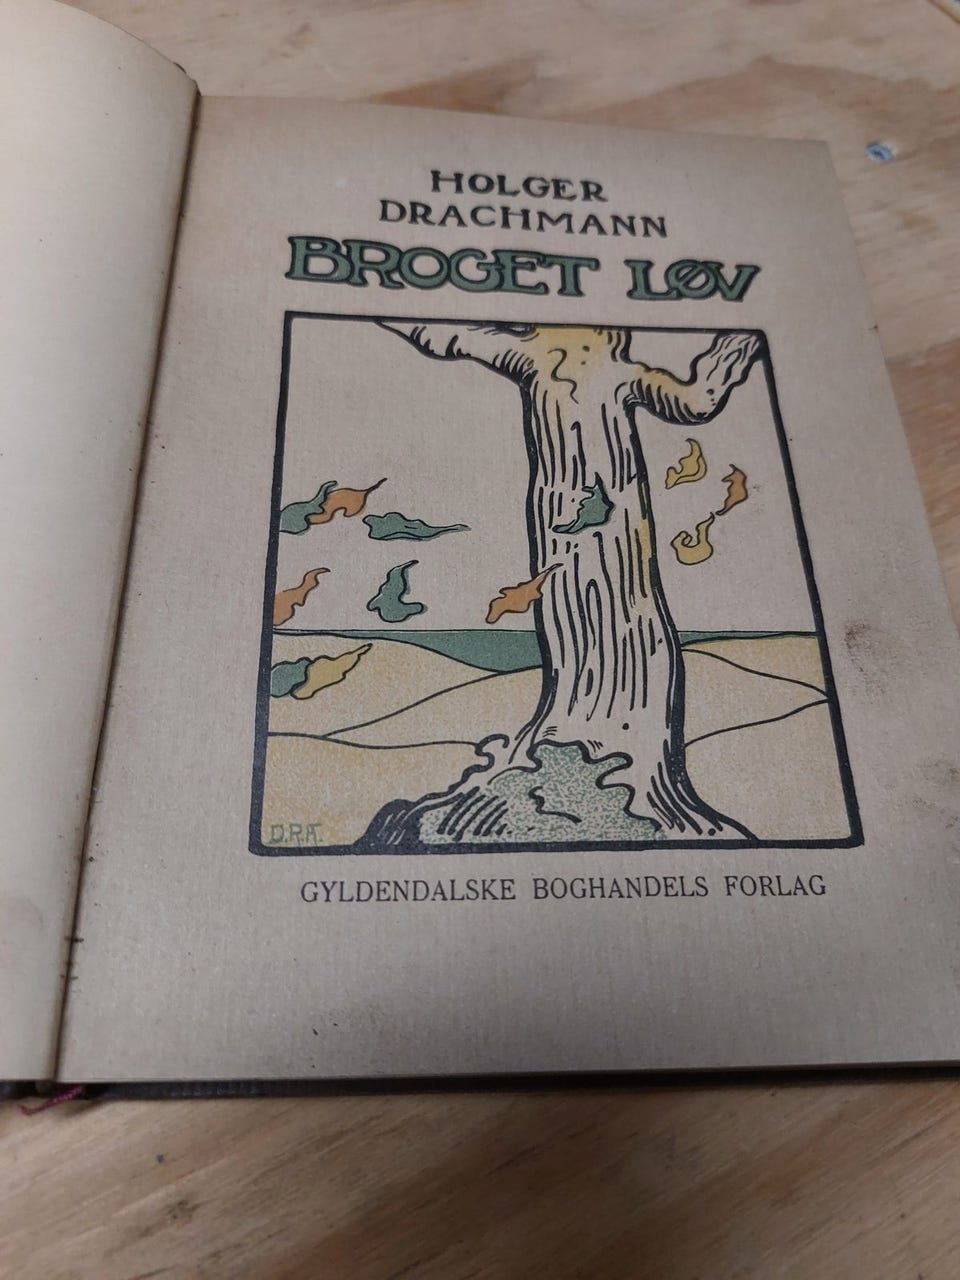 HOLGER
DRACHMANN
BROGET LØV
GYLDENDALSKE BOGHANDELS FORLAG